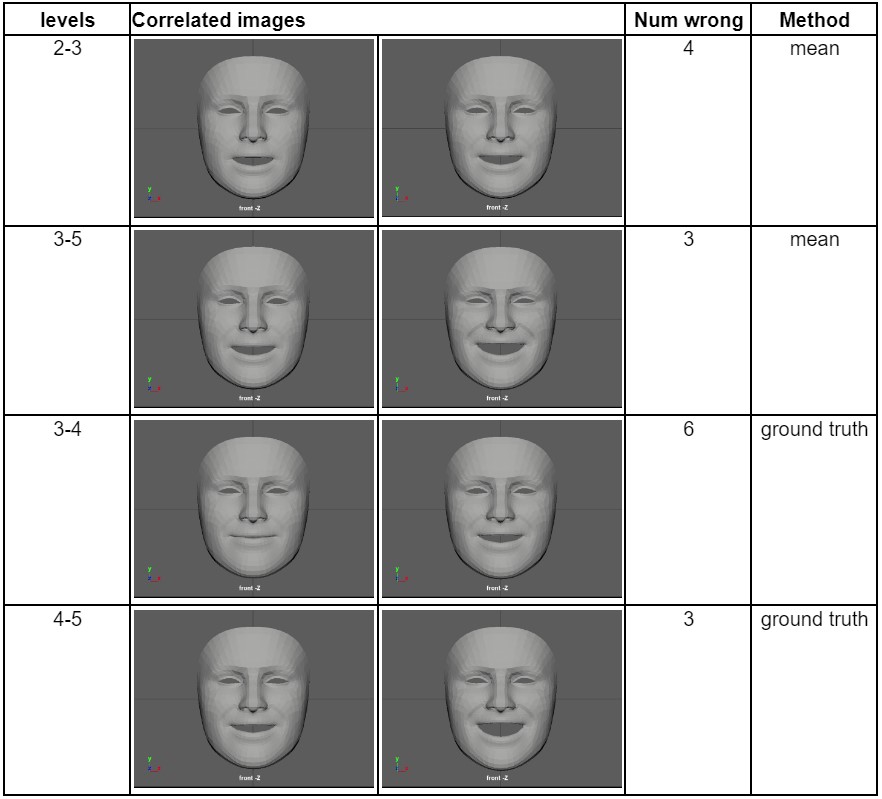 levels Correlated images Num wrong Method
2-3 4 mean
y x front -Z y x front -Z
3-5 3 mean
y x front -Z y x front -Z
3-4 6 ground truth
y x front -Z y x front -Z
4-5 3 ground truth
y x front -Z y x front -Z